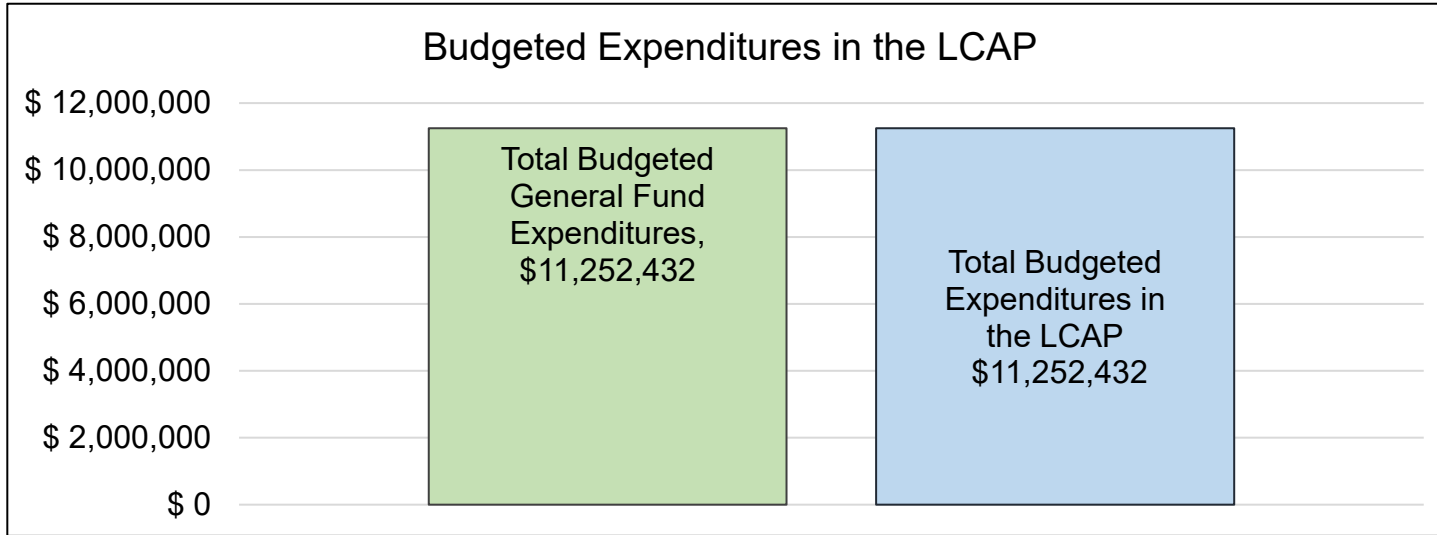 Budgeted Expenditures in the LCAP
$ 12,000,000
$ 10,000,000
$ 8,000,000
$ 6,000,000
$ 4,000,000
$ 2,000,000
$ 0
Total Budgeted
General Fund
Expenditures,
$11,252,432
Total Budgeted
Expenditures in
the LCAP
$11,252,432